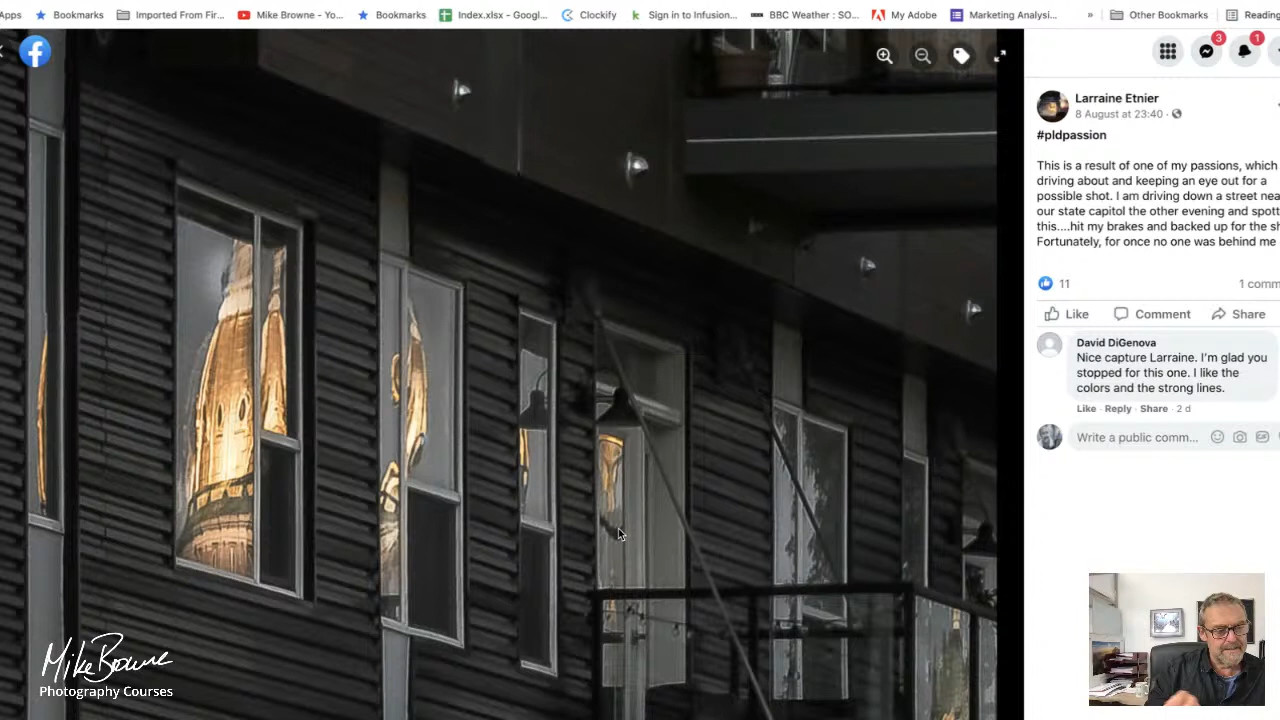 Apps Bookmarks Imported From Fir... Mike Browne - Yo... Bookmarks Index.xlsx - Googl... Clockify Sign in to Infusion... BBC Weather : SO... My Adobe Marketing Analysi... » Other Bookmarks Reading
3 1
Larraine Etnier
8 August at 23:40 ·
#pldpassion
This is a result of one of my passions, which
driving about and keeping an eye out for a
possible shot. I am driving down a street nea
our state capitol the other evening and spott
this....hit my brakes and backed up for the sh
Fortunately, for once no one was behind me
11 1 comm
Like Comment Share
David DiGenova
Nice capture Larraine. I'm glad you
stopped for this one. I like the
colors and the strong lines.
Like · Reply · Share · 2 d
Write a public comm...
Mike Browne
Photography Courses